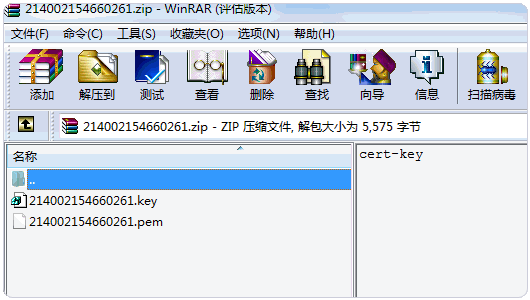 214002154660261.zip - WinRAR (评估版本)
文件(F) 命令(C) 工具(S) 收藏夹(O) 选项(N) 帮助(H)
添加 解压到 测试 查看 删除 查找 向导 信息 扫描病毒
214002154660261.zip - ZIP 压缩文件, 解包大小为 5,575 字节
名称
cert-key
..
214002154660261.key
214002154660261.pem